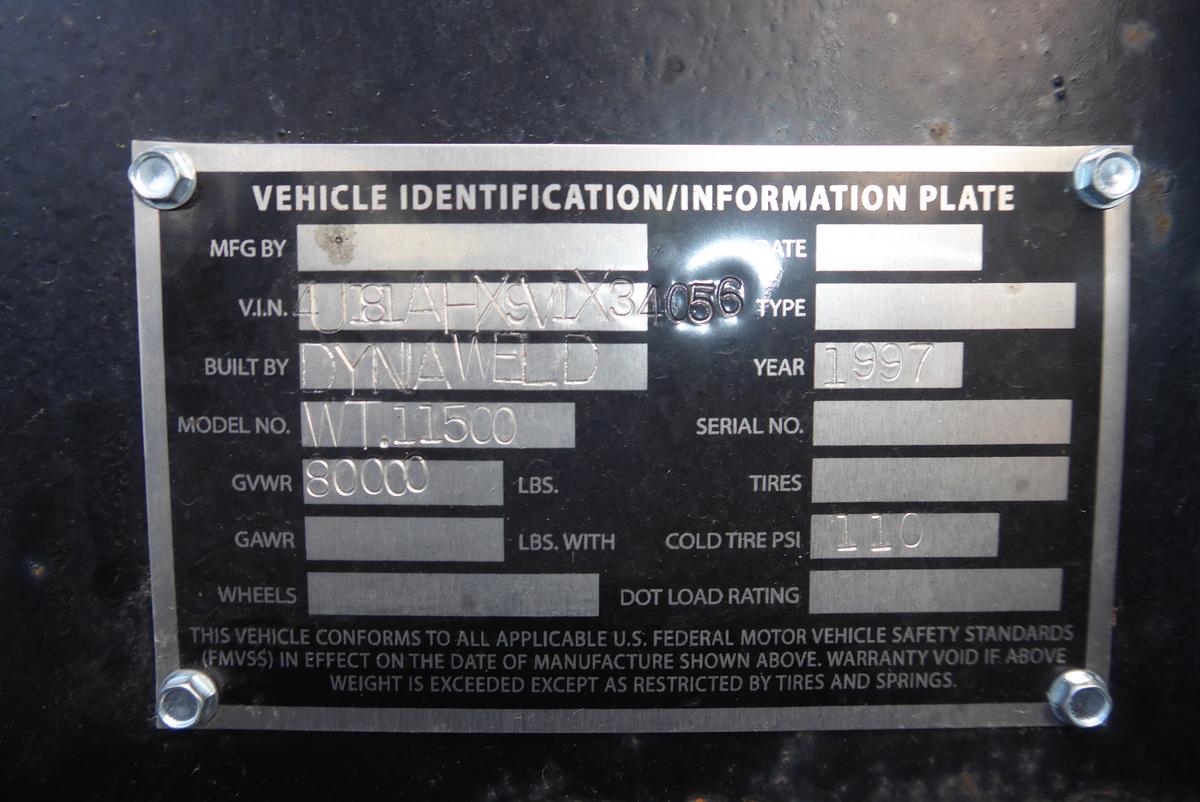 VEHICLE IDENTIFICATION/INFORMATION PLATE
MFG BY DATE
V.I.N. 4U181AHX9V1X34056 TYPE
BUILT BY DYNAWELD YEAR 1997
MODEL NO. WT.11500 SERIAL NO.
GVWR 80000 LBS. TIRES
GAWR LBS. WITH COLD TIRE PSI 110
WHEELS DOT LOAD RATING
THIS VEHICLE CONFORMS TO ALL APPLICABLE U.S. FEDERAL MOTOR VEHICLE SAFETY STANDARDS
(FMVSS) IN EFFECT ON THE DATE OF MANUFACTURE SHOWN ABOVE. WARRANTY VOID IF ABOVE
WEIGHT IS EXCEEDED EXCEPT AS RESTRICTED BY TIRES AND SPRINGS.